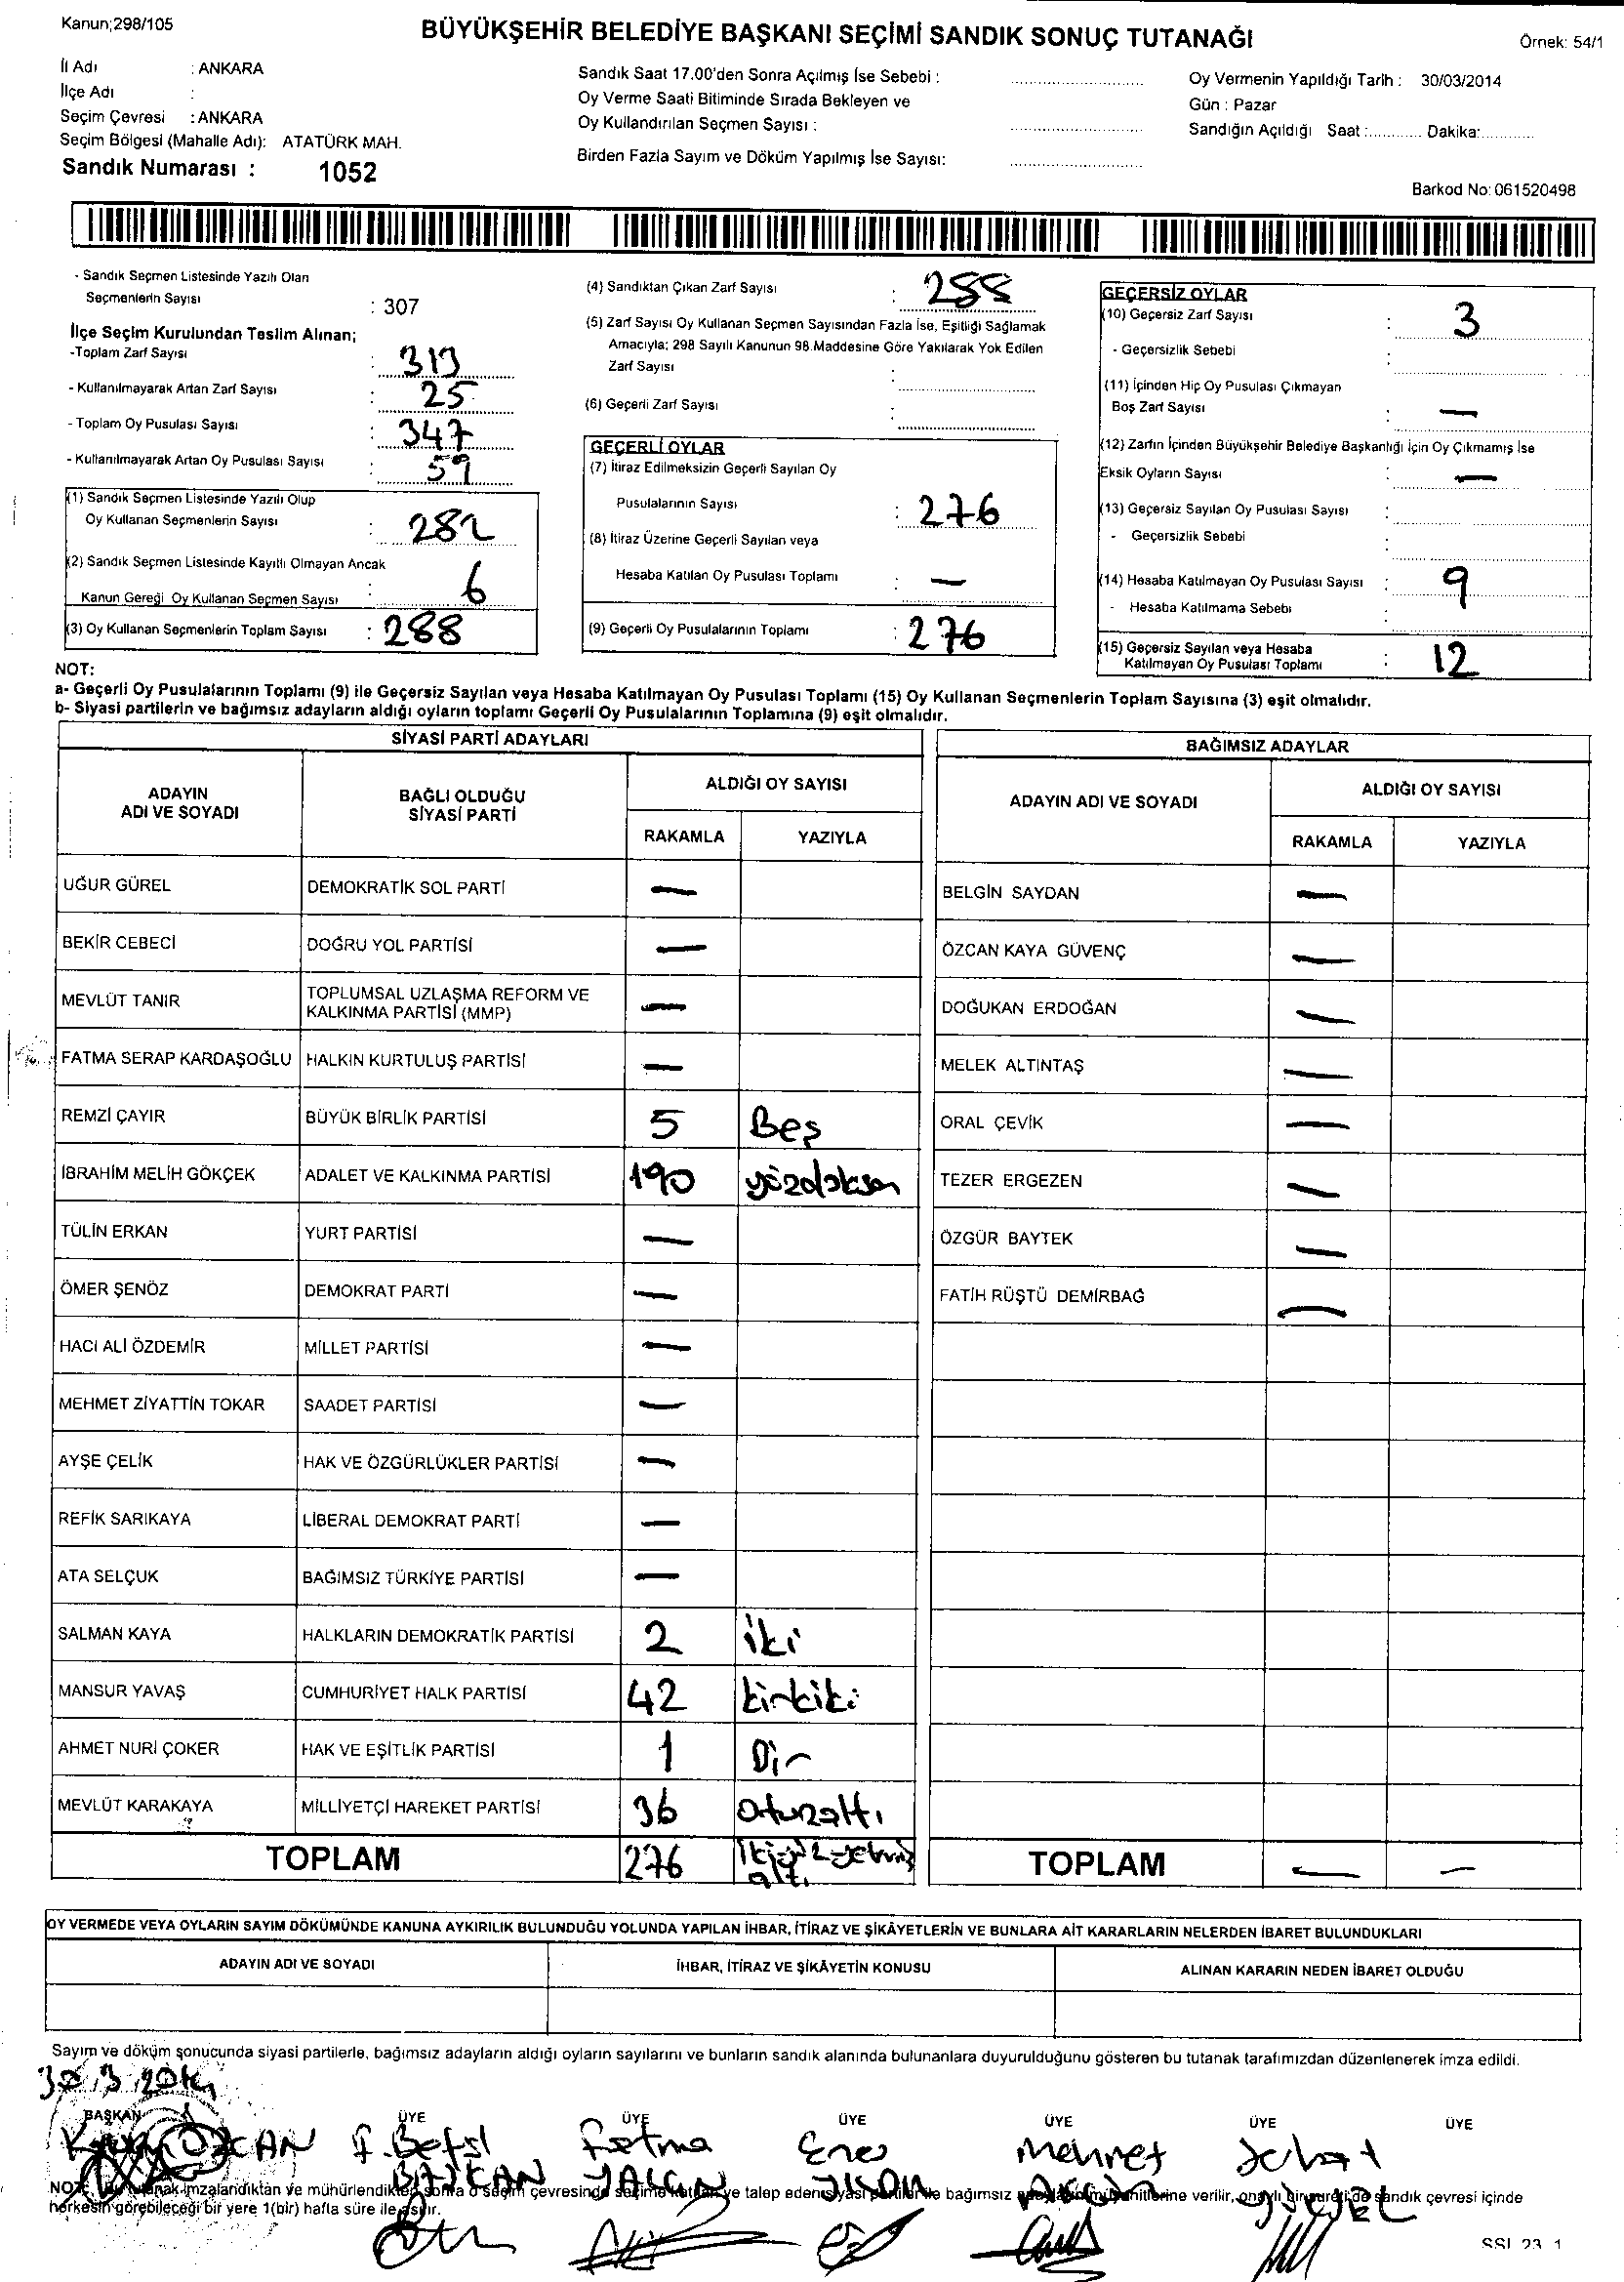 Kanun;298/105
BÜYÜKŞEHİR BELEDİYE BAŞKANI SEÇİMİ SANDIK SONUÇ TUTANAĞI
Örnek: 54/1
İl Adı : ANKARA
İlçe Adı :
Seçim Çevresi : ANKARA
Seçim Bölgesi (Mahalle Adı): ATATÜRK MAH.
Sandık Numarası : 1052
Sandık Saat 17.00'den Sonra Açılmış İse Sebebi :
Oy Verme Saati Bitiminde Sırada Bekleyen ve
Oy Kullandırılan Seçmen Sayısı :
Birden Fazla Sayım ve Döküm Yapılmış İse Sayısı:
Oy Vermenin Yapıldığı Tarih : 30/03/2014
Gün : Pazar
Sandığın Açıldığı Saat :............ Dakika:............
Barkod No: 061520498
- Sandık Seçmen Listesinde Yazılı Olan
Seçmenlerin Sayısı : 307
İlçe Seçim Kurulundan Teslim Alınan;
-Toplam Zarf Sayısı : 313
- Kullanılmayarak Artan Zarf Sayısı : 25
- Toplam Oy Pusulası Sayısı : 347
- Kullanılmayarak Artan Oy Pusulası Sayısı : 59
(1) Sandık Seçmen Listesinde Yazılı Olup
Oy Kullanan Seçmenlerin Sayısı : 282
(2) Sandık Seçmen Listesinde Kayıtlı Olmayan Ancak
Kanun Gereği Oy Kullanan Seçmen Sayısı : 6
(3) Oy Kullanan Seçmenlerin Toplam Sayısı : 288
(4) Sandıktan Çıkan Zarf Sayısı : 288
(5) Zarf Sayısı Oy Kullanan Seçmen Sayısından Fazla İse, Eşitliği Sağlamak
Amacıyla; 298 Sayılı Kanunun 98.Maddesine Göre Yakılarak Yok Edilen
Zarf Sayısı :
(6) Geçerli Zarf Sayısı :
GEÇERLİ OYLAR
(7) İtiraz Edilmeksizin Geçerli Sayılan Oy
Pusulalarının Sayısı : 276
(8) İtiraz Üzerine Geçerli Sayılan veya
Hesaba Katılan Oy Pusulası Toplamı : —
(9) Geçerli Oy Pusulalarının Toplamı : 276
GEÇERSİZ OYLAR
(10) Geçersiz Zarf Sayısı : 3
- Geçersizlik Sebebi :
(11) İçinden Hiç Oy Pusulası Çıkmayan
Boş Zarf Sayısı : —
(12) Zarfın İçinden Büyükşehir Belediye Başkanlığı İçin Oy Çıkmamış İse
Eksik Oyların Sayısı : —
(13) Geçersiz Sayılan Oy Pusulası Sayısı :
- Geçersizlik Sebebi :
(14) Hesaba Katılmayan Oy Pusulası Sayısı : 9
- Hesaba Katılmama Sebebi :
(15) Geçersiz Sayılan veya Hesaba
Katılmayan Oy Pusulası Toplamı : 12
NOT:
a- Geçerli Oy Pusulalarının Toplamı (9) ile Geçersiz Sayılan veya Hesaba Katılmayan Oy Pusulası Toplamı (15) Oy Kullanan Seçmenlerin Toplam Sayısına (3) eşit olmalıdır.
b- Siyasi partilerin ve bağımsız adayların aldığı oyların toplamı Geçerli Oy Pusulalarının Toplamına (9) eşit olmalıdır.
SİYASİ PARTİ ADAYLARI
ADAYIN ADI VE SOYADI
BAĞLI OLDUĞU SİYASİ PARTİ
ALDIĞI OY SAYISI
RAKAMLA YAZIYLA
UĞUR GÜREL DEMOKRATİK SOL PARTİ —
BEKİR CEBECİ DOĞRU YOL PARTİSİ —
MEVLÜT TANIR TOPLUMSAL UZLAŞMA REFORM VE KALKINMA PARTİSİ (MMP) —
FATMA SERAP KARDAŞOĞLU HALKIN KURTULUŞ PARTİSİ —
REMZİ ÇAYIR BÜYÜK BİRLİK PARTİSİ 5 Beş
İBRAHİM MELİH GÖKÇEK ADALET VE KALKINMA PARTİSİ 190 yüzdoksan
TÜLİN ERKAN YURT PARTİSİ —
ÖMER ŞENÖZ DEMOKRAT PARTİ —
HACI ALİ ÖZDEMİR MİLLET PARTİSİ —
MEHMET ZİYATTİN TOKAR SAADET PARTİSİ —
AYŞE ÇELİK HAK VE ÖZGÜRLÜKLER PARTİSİ —
REFİK SARIKAYA LİBERAL DEMOKRAT PARTİ —
ATA SELÇUK BAĞIMSIZ TÜRKİYE PARTİSİ —
SALMAN KAYA HALKLARIN DEMOKRATİK PARTİSİ 2 iki
MANSUR YAVAŞ CUMHURİYET HALK PARTİSİ 42 kirkiki
AHMET NURİ ÇOKER HAK VE EŞİTLİK PARTİSİ 1 Bir
MEVLÜT KARAKAYA MİLLİYETÇİ HAREKET PARTİSİ 36 otuzaltı
TOPLAM 276 ikiyüzyetmiş altı
BAĞIMSIZ ADAYLAR
ADAYIN ADI VE SOYADI
ALDIĞI OY SAYISI
RAKAMLA YAZIYLA
BELGİN SAYDAN —
ÖZCAN KAYA GÜVENÇ —
DOĞUKAN ERDOĞAN —
MELEK ALTINTAŞ —
ORAL ÇEVİK —
TEZER ERGEZEN —
ÖZGÜR BAYTEK —
FATİH RÜŞTÜ DEMİRBAĞ —
TOPLAM — —
OY VERMEDE VEYA OYLARIN SAYIM DÖKÜMÜNDE KANUNA AYKIRILIK BULUNDUĞU YOLUNDA YAPILAN İHBAR, İTİRAZ VE ŞİKÂYETLERİN VE BUNLARA AİT KARARLARIN NELERDEN İBARET BULUNDUKLARI
ADAYIN ADI VE SOYADI
İHBAR, İTİRAZ VE ŞİKÂYETİN KONUSU
ALINAN KARARIN NEDEN İBARET OLDUĞU
Sayım ve döküm sonucunda siyasi partilerle, bağımsız adayların aldığı oyların sayılarını ve bunların sandık alanında bulunanlara duyurulduğunu gösteren bu tutanak tarafımızdan düzenlenerek imza edildi.
30.3.2014
BAŞKAN ÜYE ÜYE ÜYE ÜYE ÜYE ÜYE
ÖZCAN F. Betül Fatma Enes Mehmet
BAŞKAN YALÇIN YÜCEL
NOT: Bu tutanak imzalandıktan ve mühürlendikten sonra o seçim çevresinde seçime katılan ve talep eden siyasi partiler ile bağımsız adayların müşahitlerine verilir, onaylı bir sureti de sandık çevresi içinde
herkesin görebileceği bir yere 1(bir) hafta süre ile asılır.
SSI 23 1